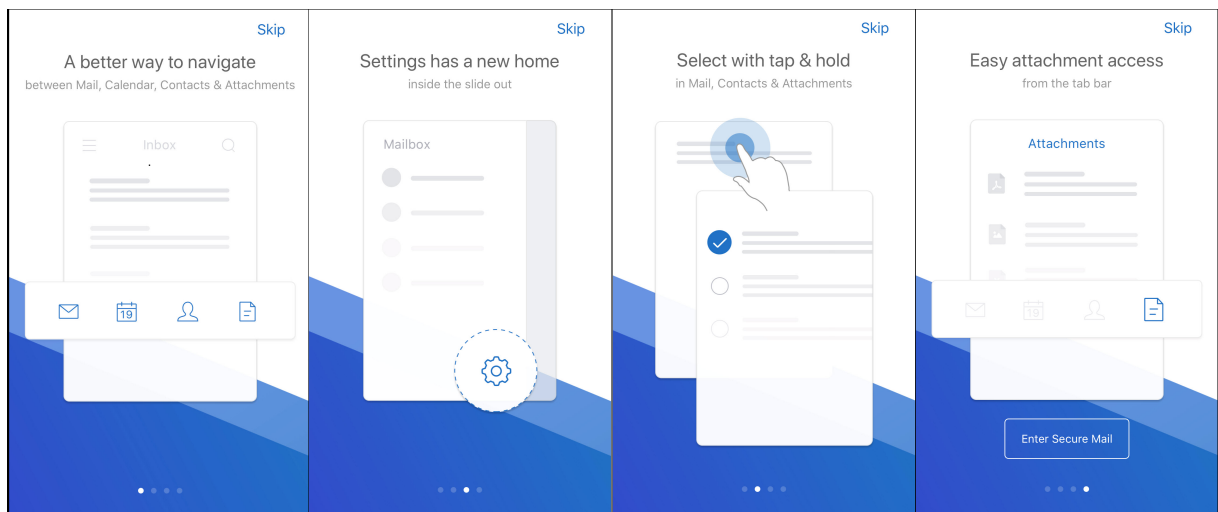 Skip
A better way to navigate
between Mail, Calendar, Contacts & Attachments
Inbox
19
Skip
Settings has a new home
inside the slide out
Mailbox
Skip
Select with tap & hold
in Mail, Contacts & Attachments
Skip
Easy attachment access
from the tab bar
Attachments
19
Enter Secure Mail